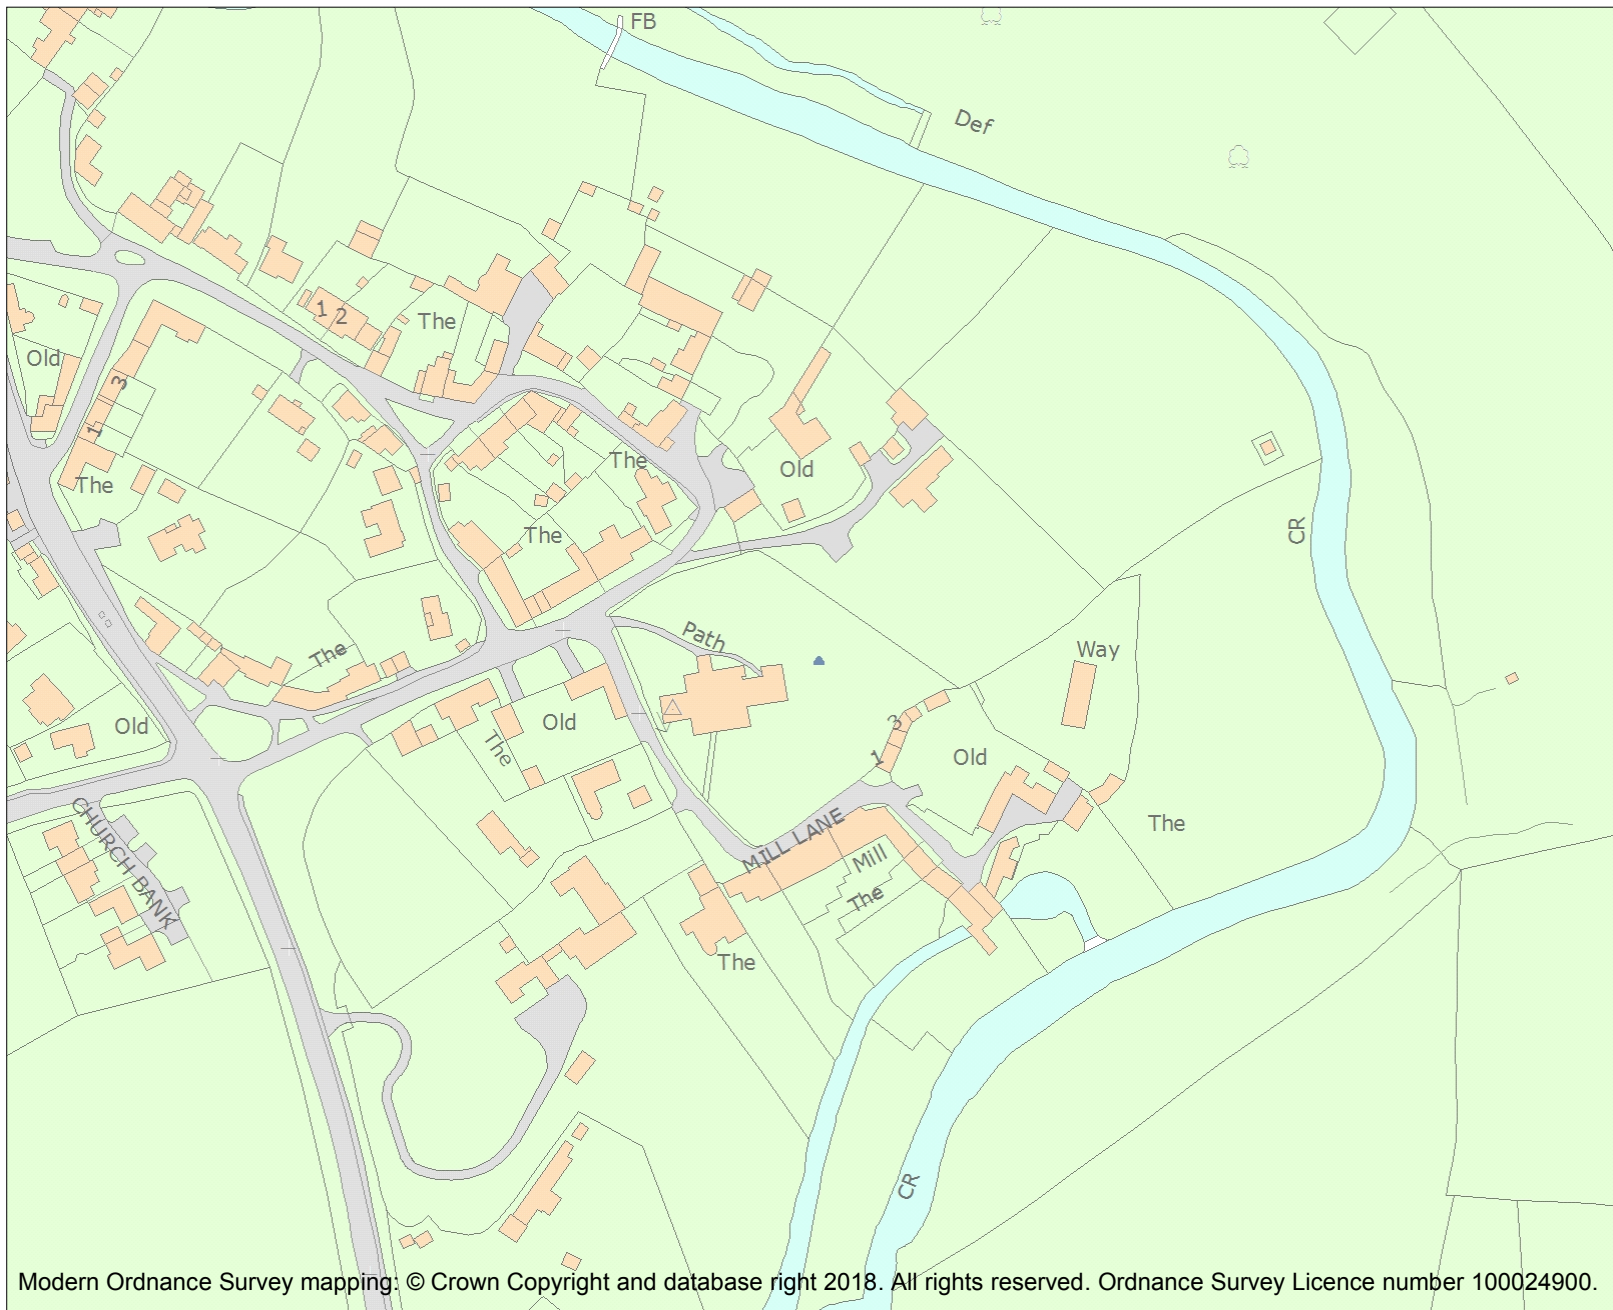 FB
Def
1 2
The
Old
3
1
The
The
Old
The
CR
Path
Way
The
Old
Old
The
3
1
Old
MILL LANE
The
Mill
The
CHURCH BANK
The
CR
Modern Ordnance Survey mapping: © Crown Copyright and database right 2018. All rights reserved. Ordnance Survey Licence number 100024900.